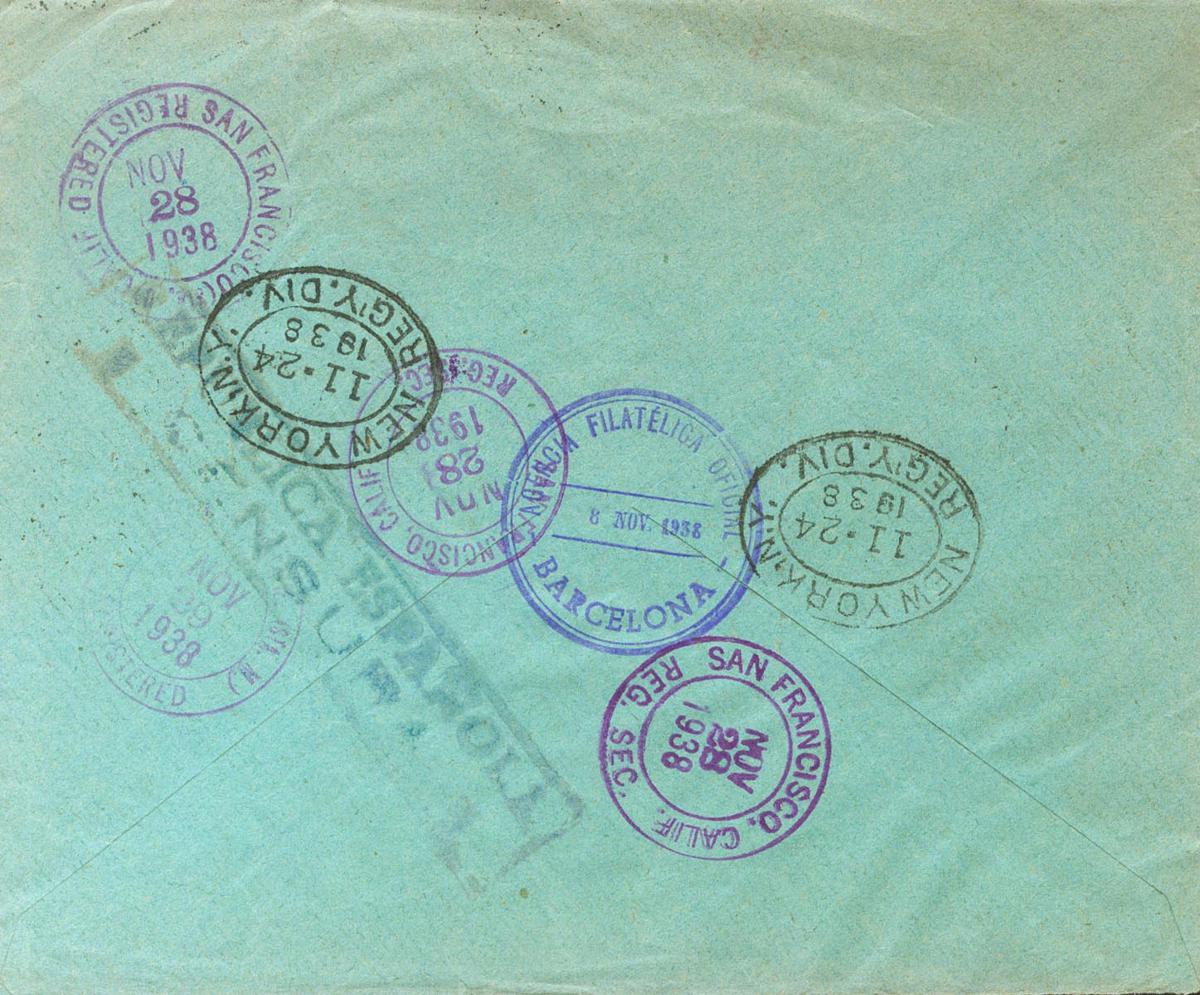 SAN FRANCISCO, CALIF.
REGISTERED
NOV
28
1938
NEW YORK, N.Y.
REG'Y. DIV.
11-24
1938
SAN FRANCISCO, CALIF.
REG. SEC.
NOV
28
1938
AGENCIA FILATÉLICA OFICIAL -
8 NOV. 1938
BARCELONA
NEW YORK, N.Y.
REG'Y. DIV.
11-24
1938
ESPAÑOLA
CENSURA
NOV
1938
SAN FRANCISCO, CALIF.
REG. SEC.
NOV
28
1938